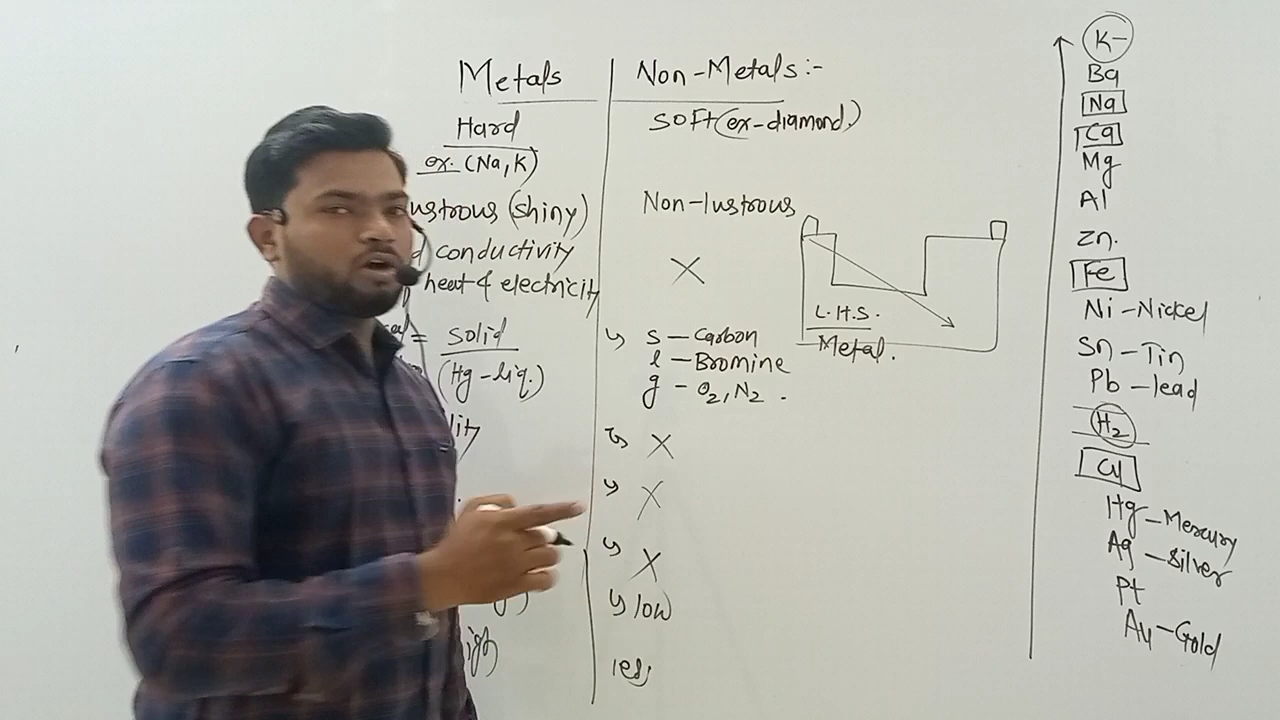 Metals
Hard
ex. (Na, K)
ustrous (shiny)
conductivity
heat & electricity
= solid
(Hg - liq.)
lity
Non-Metals:-
SOFt (ex-diamond)
Non-lustrous
X
s — Carbon
l — Bromine
g - O2, N2 .
X
X
X
low
less
L.H.S.
Metal.
K
Ba
Na
Ca
Mg
Al
Zn.
Fe
Ni - Nickel
Sn - Tin
Pb - lead
H2
Cu
Hg - Mercury
Ag - Silver
Pt
Au - Gold